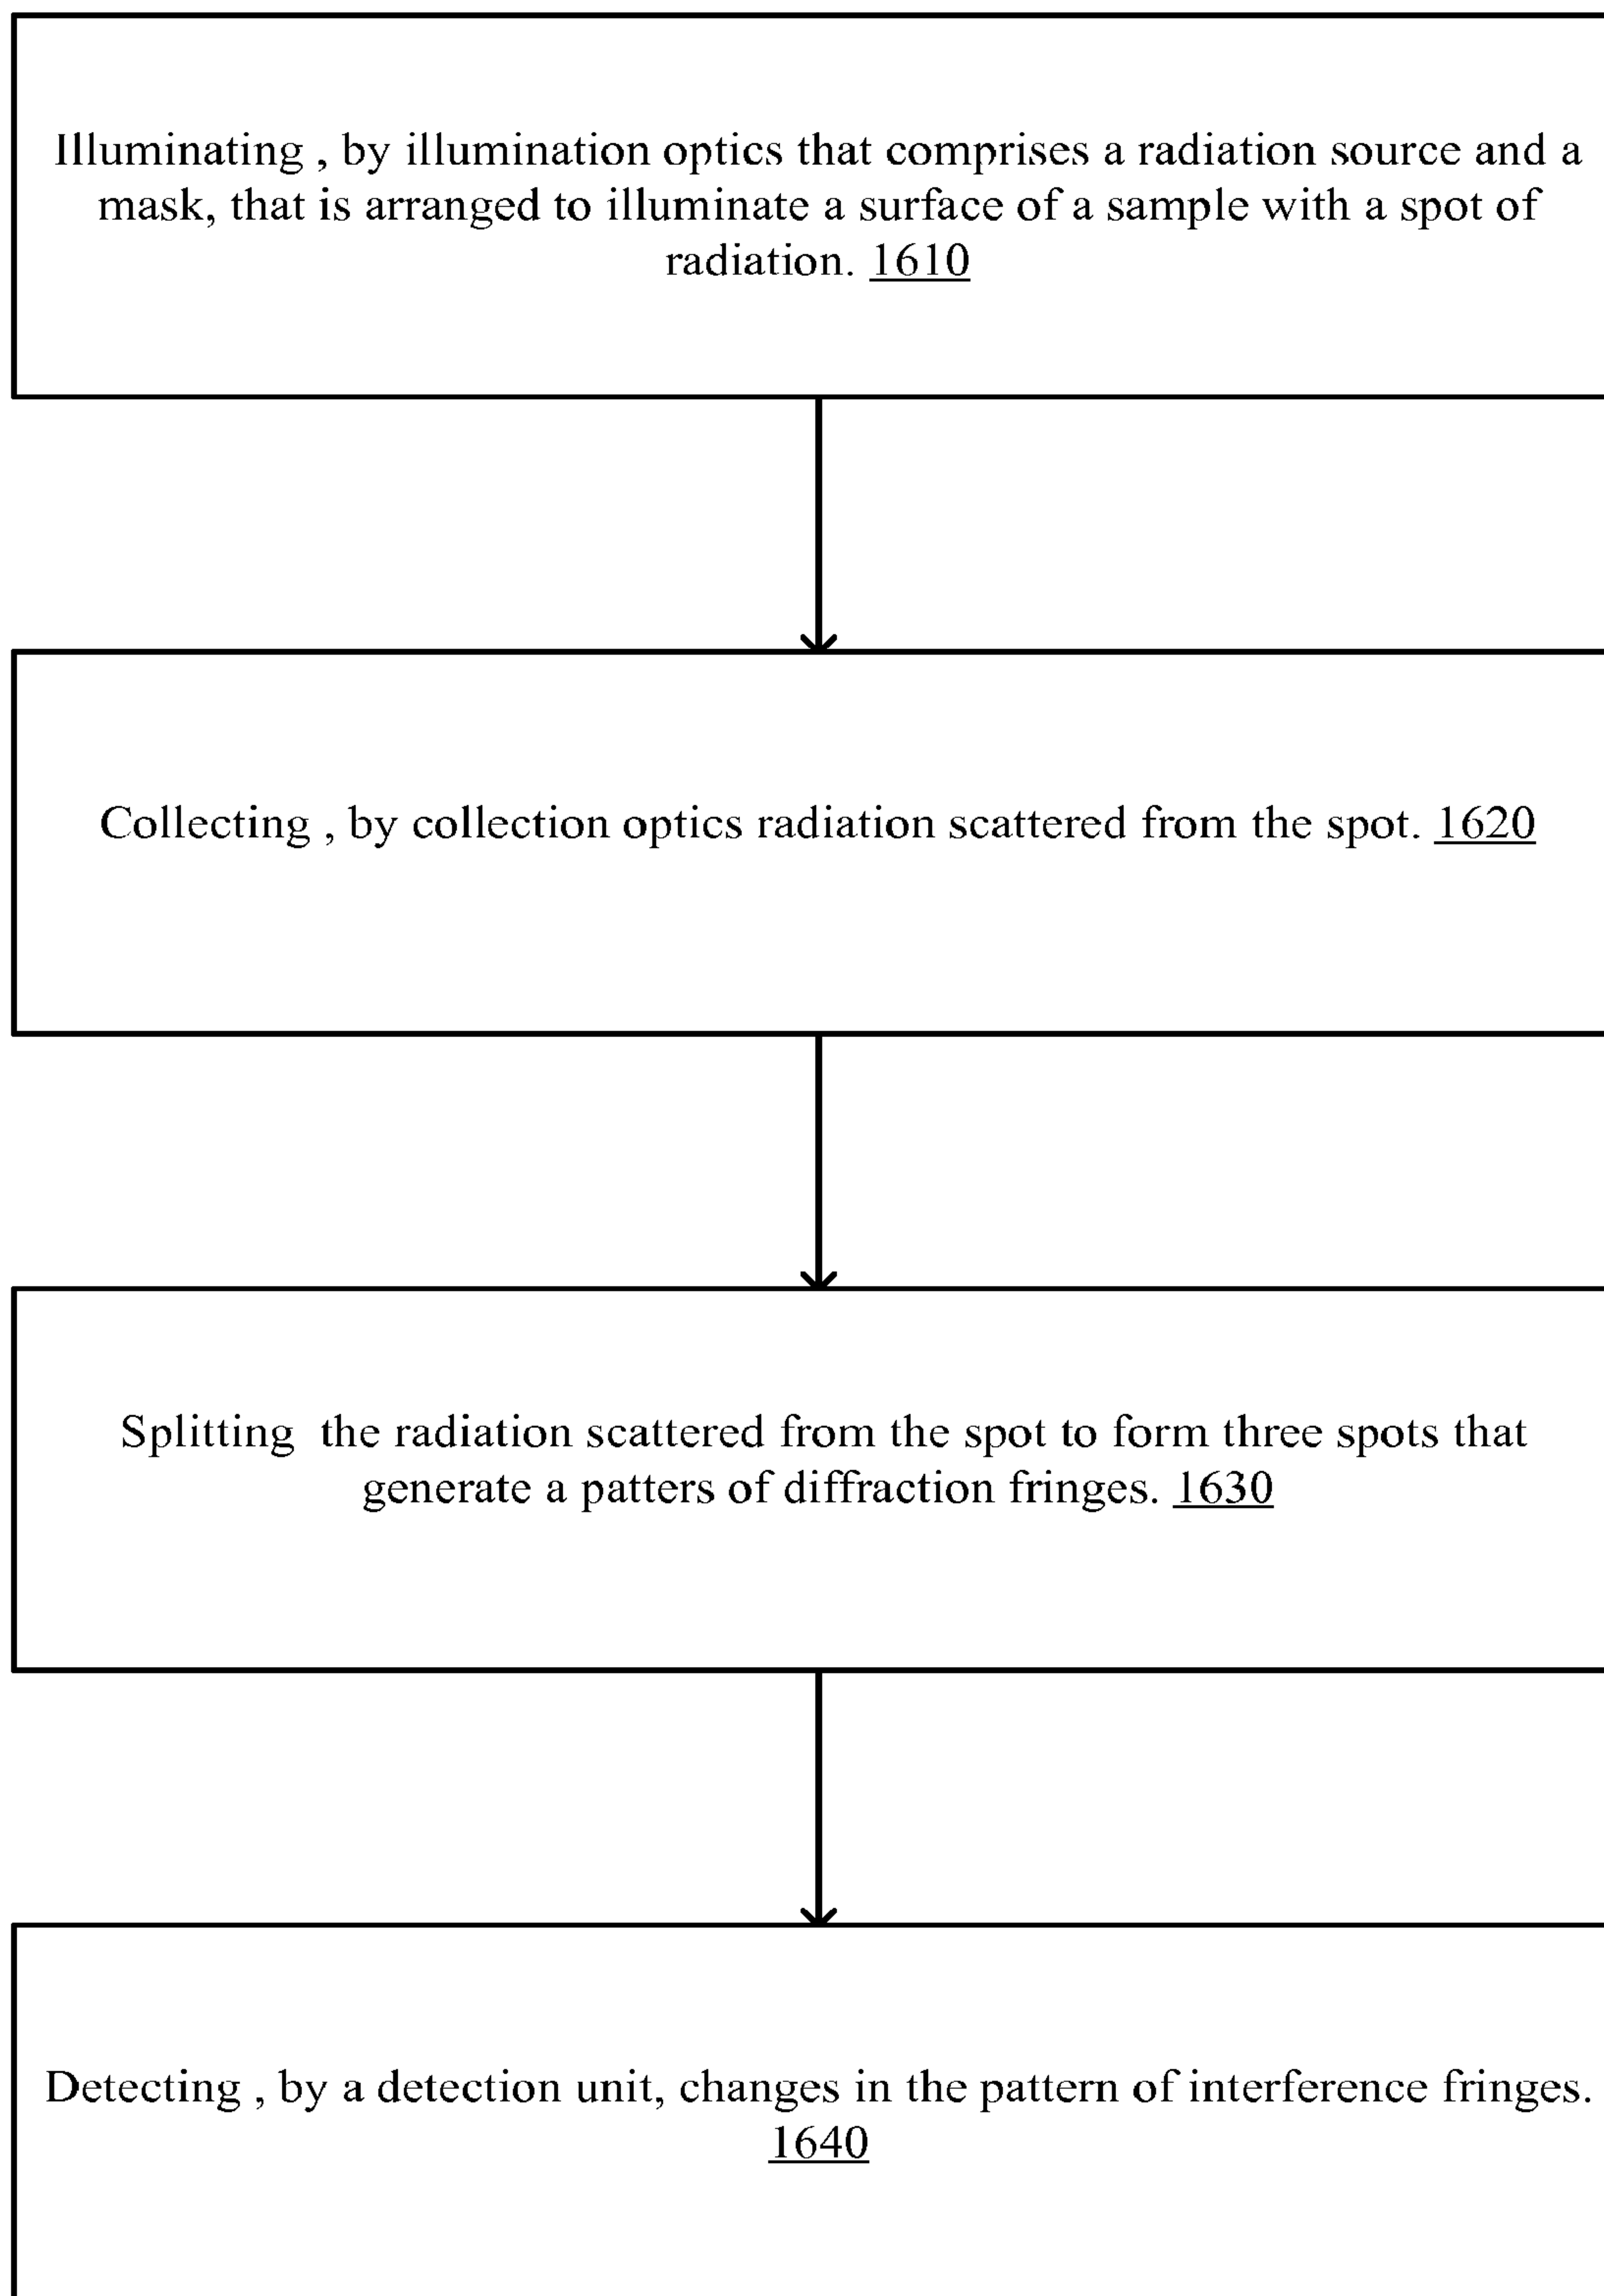 Illuminating , by illumination optics that comprises a radiation source and a
mask, that is arranged to illuminate a surface of a sample with a spot of
radiation. 1610
Collecting , by collection optics radiation scattered from the spot. 1620
Splitting  the radiation scattered from the spot to form three spots that
generate a patters of diffraction fringes. 1630
Detecting , by a detection unit, changes in the pattern of interference fringes.
1640